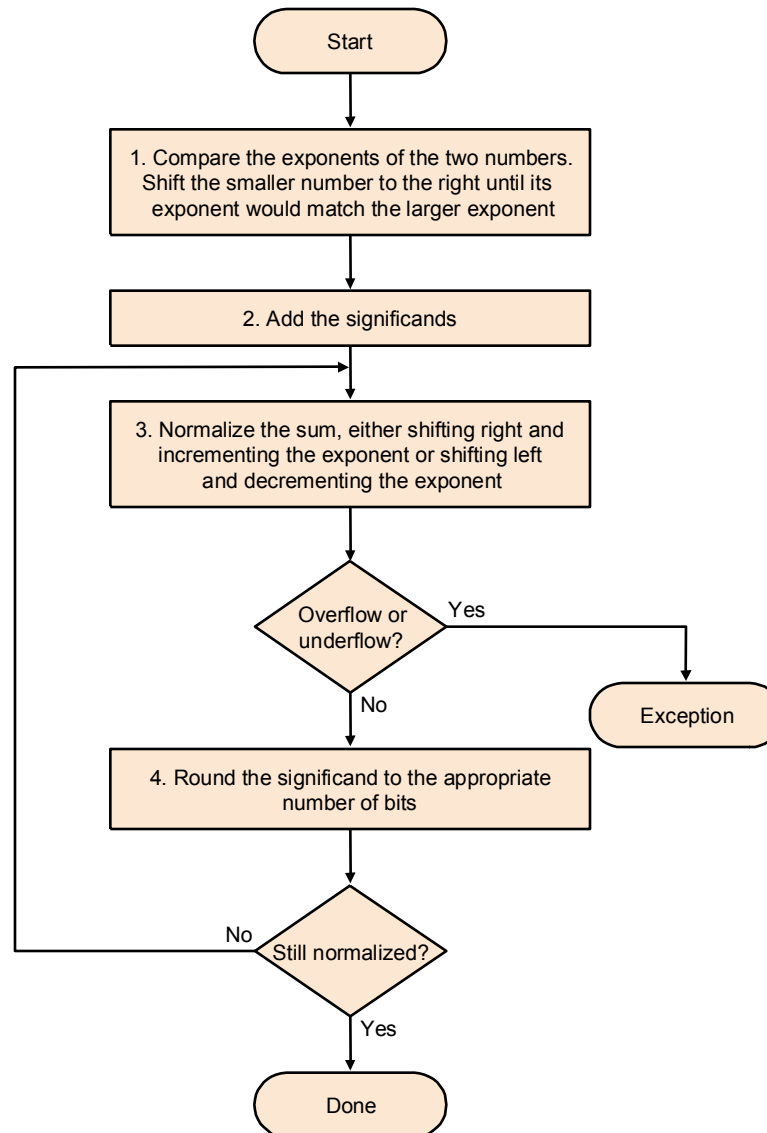 Start
1. Compare the exponents of the two numbers.
Shift the smaller number to the right until its
exponent would match the larger exponent
2. Add the significands
3. Normalize the sum, either shifting right and
incrementing the exponent or shifting left
and decrementing the exponent
Overflow or
underflow?
Yes
No
Exception
4. Round the significand to the appropriate
number of bits
No
Still normalized?
Yes
Done